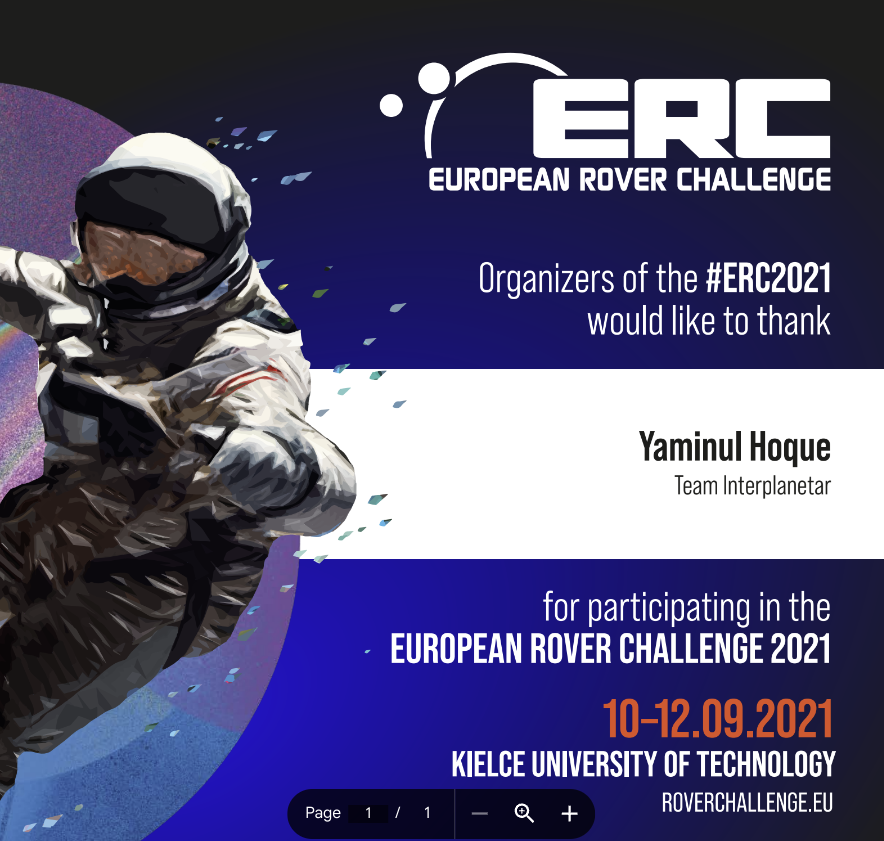 ERC
EUROPEAN ROVER CHALLENGE
Organizers of the #ERC2021
would like to thank
Yaminul Hoque
Team Interplanetar
for participating in the
EUROPEAN ROVER CHALLENGE 2021
10–12.09.2021
KIELCE UNIVERSITY OF TECHNOLOGY
ROVERCHALLENGE.EU
Page 1 / 1